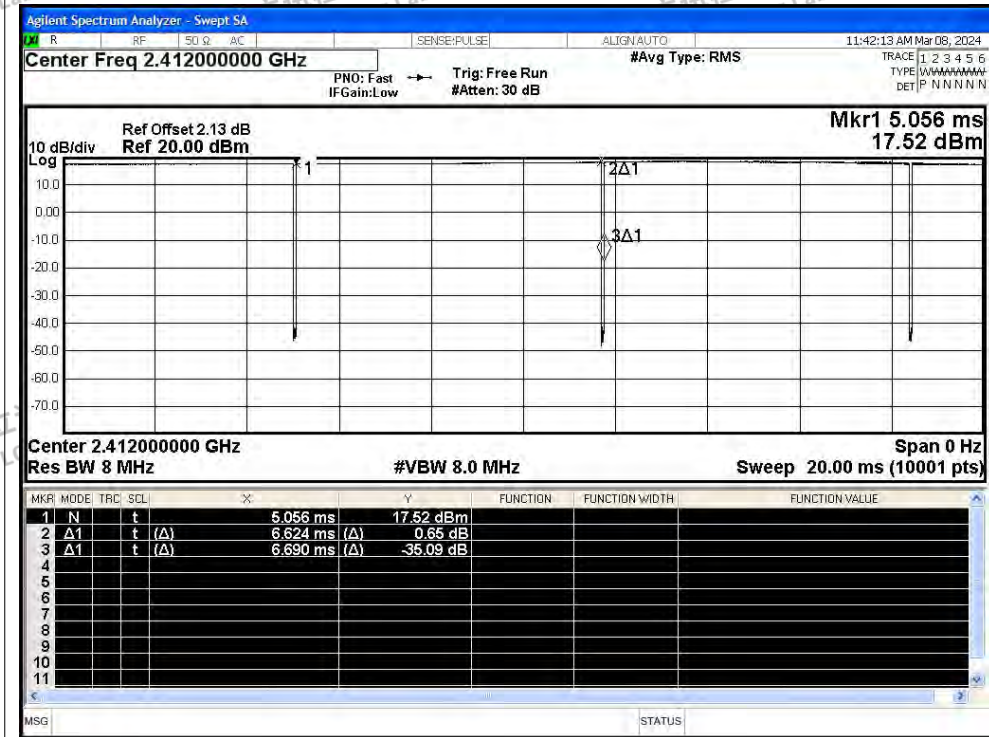 Agilent Spectrum Analyzer - Swept SA
LXI R RF 50 Ω AC SENSE:PULSE ALIGNAUTO 11:42:13 AM Mar 08, 2024
Center Freq 2.412000000 GHz #Avg Type: RMS TRACE 1 2 3 4 5 6
PNO: Fast Trig: Free Run TYPE WWWWWW
IFGain:Low #Atten: 30 dB DET P N N N N N
Mkr1 5.056 ms
Ref Offset 2.13 dB
10 dB/div Ref 20.00 dBm 17.52 dBm
Log
1 2Δ1
10.0
0.00
-10.0 3Δ1
-20.0
-30.0
-40.0
-50.0
-60.0
-70.0
Center 2.412000000 GHz Span 0 Hz
Res BW 8 MHz #VBW 8.0 MHz Sweep 20.00 ms (10001 pts)
MKR MODE TRC SCL X Y FUNCTION FUNCTION WIDTH FUNCTION VALUE
1 N t 5.056 ms 17.52 dBm
2 Δ1 t (Δ) 6.624 ms (Δ) 0.65 dB
3 Δ1 t (Δ) 6.690 ms (Δ) -35.09 dB
4
5
6
7
8
9
10
11
MSG STATUS